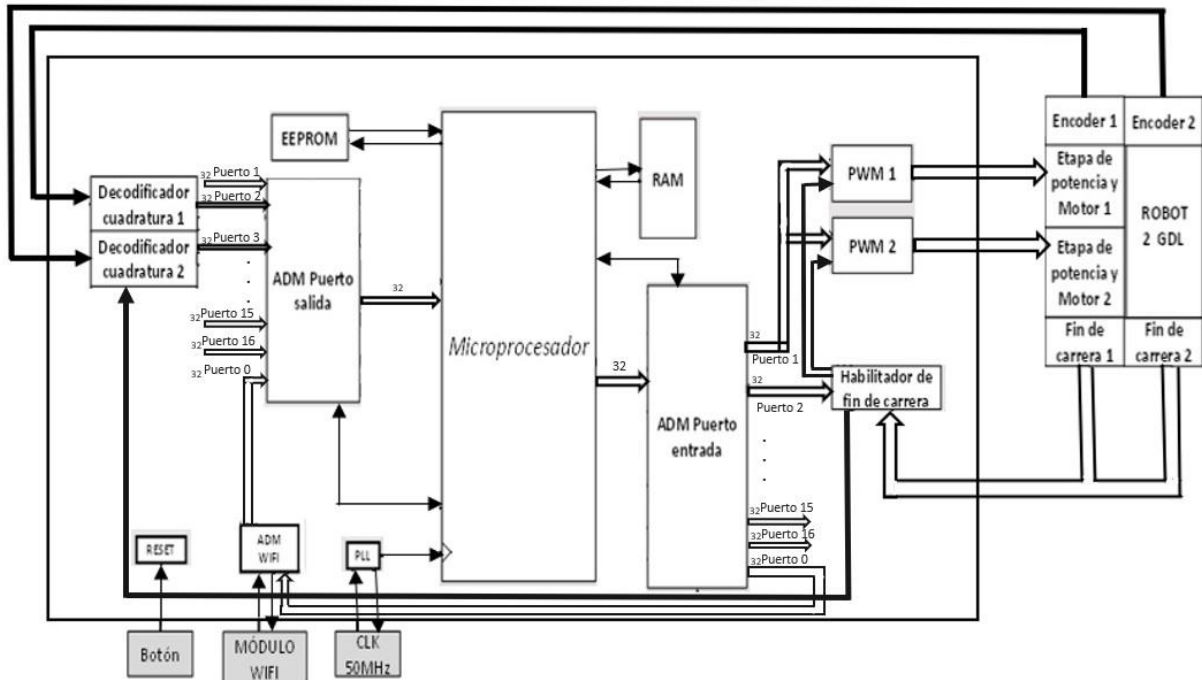 Encoder 1
Encoder 2
EEPROM
Etapa de
potencia y
Motor 1
ROBOT
2 GDL
Etapa de
potencia y
Motor 2
Fin de
carrera 1
Fin de
carrera 2
Decodificador
cuadratura 1
Decodificador
cuadratura 2
32 Puerto 1
32 Puerto 2
32 Puerto 3
32 Puerto 15
32 Puerto 16
32 Puerto 0
ADM Puerto
salida
32
Microprocesador
RAM
32
ADM Puerto
entrada
32
Puerto 1
32
Puerto 2
32 Puerto 15
32 Puerto 16
32 Puerto 0
PWM 1
PWM 2
Habilitador de
fin de carrera
RESET
ADM
WIFI
PLL
Botón
MÓDULO
WIFI
CLK
50MHz